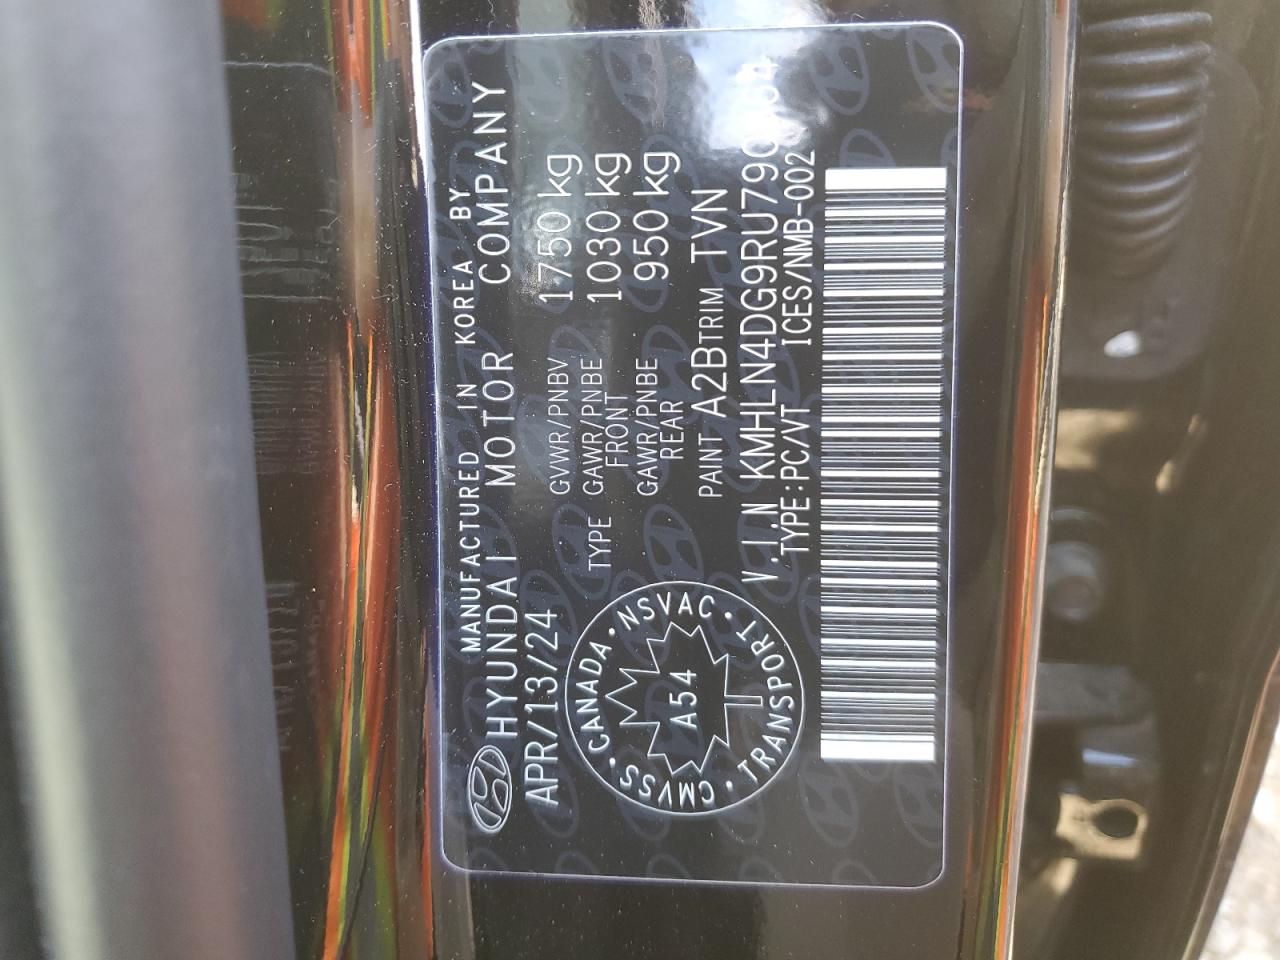 MANUFACTURED IN KOREA BY
HYUNDAI MOTOR COMPANY
APR/13/24
GVWR/PNBV 1750 kg
TYPE GAWR/PNBE FRONT 1030 kg
GAWR/PNBE REAR 950 kg
PAINT A2B TRIM TVN
V.I.N
TYPE:PC/VT ICES/NMB-002
CANADA · NSVAC · TRANSPORT · CMVSS ·
A54